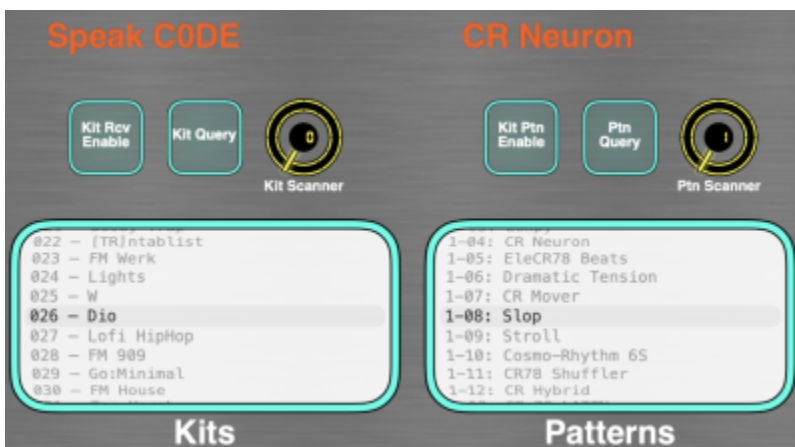 Speak C0DE
Kit Rcv
Enable
Kit Query
0
Kit Scanner
022 – [TR]ntablist
023 – FM Werk
024 – Lights
025 – W
026 – Dio
027 – Lofi HipHop
028 – FM 909
029 – Go:Minimal
030 – FM House
Kits
CR Neuron
Kit Ptn
Enable
Ptn
Query
1
Ptn Scanner
1-04: CR Neuron
1-05: EleCR78 Beats
1-06: Dramatic Tension
1-07: CR Mover
1-08: Slop
1-09: Stroll
1-10: Cosmo-Rhythm 6S
1-11: CR78 Shuffler
1-12: CR Hybrid
Patterns